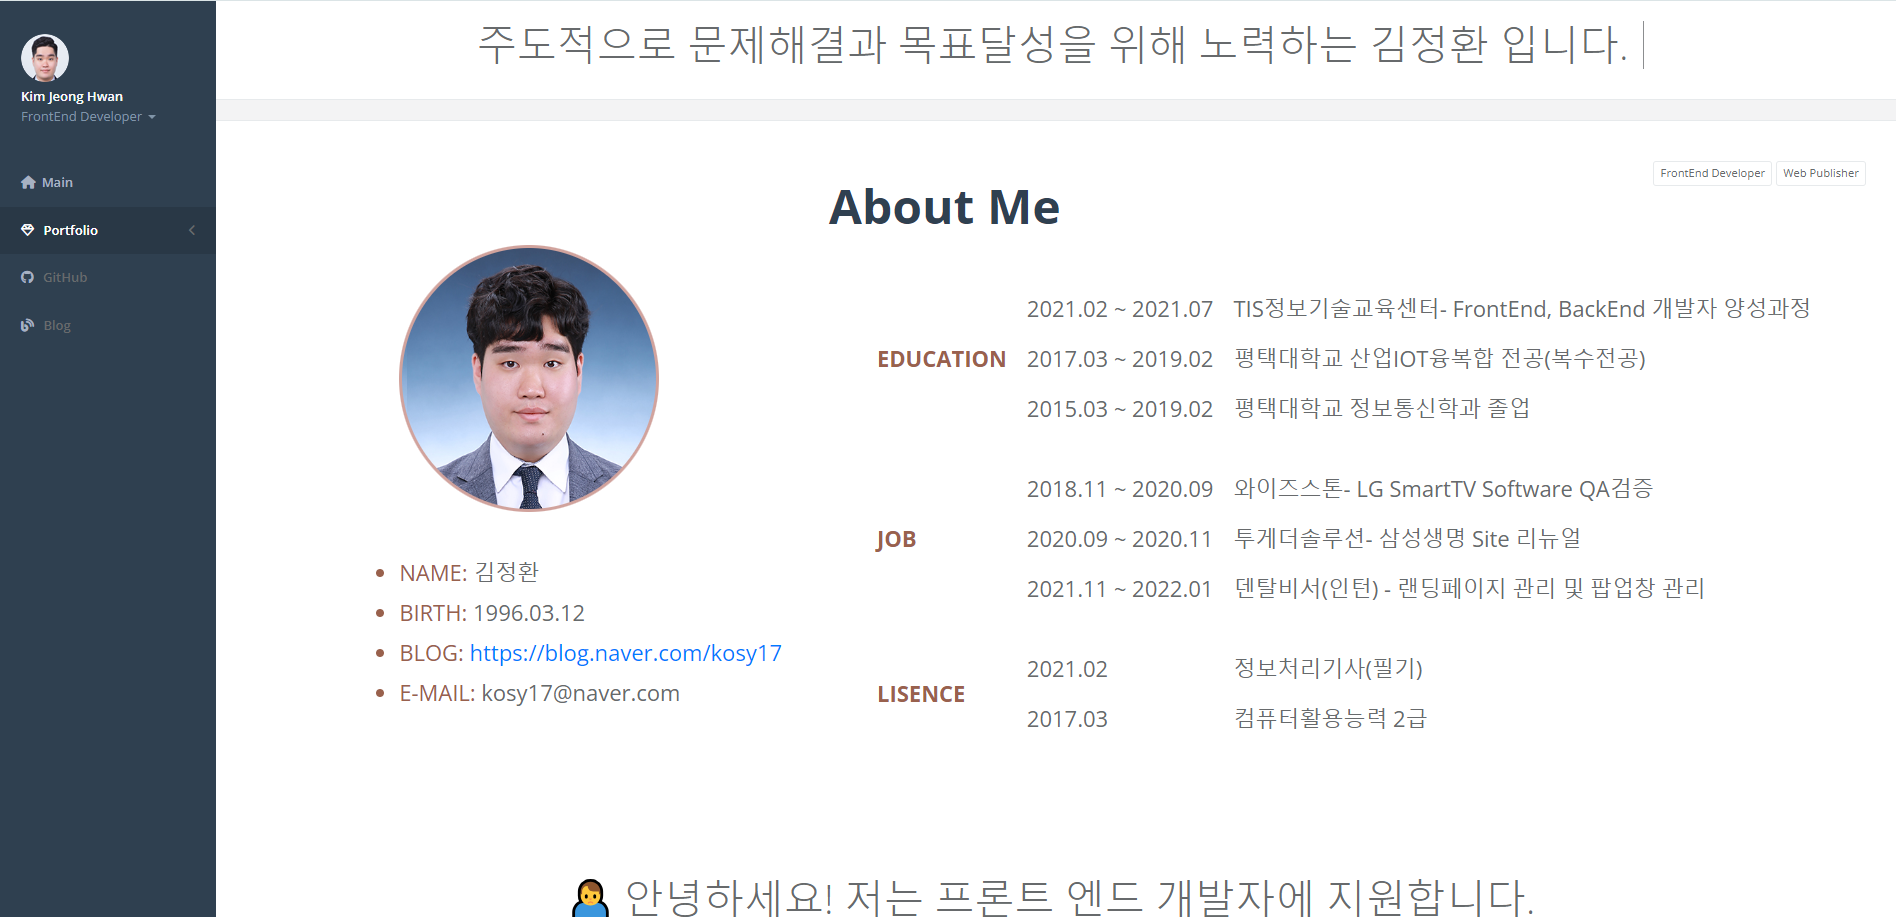 Kim Jeong Hwan
FrontEnd Developer
Main
Portfolio
GitHub
Blog
주도적으로 문제해결과 목표달성을 위해 노력하는 김정환 입니다.
FrontEnd Developer Web Publisher
About Me
NAME: 김정환
BIRTH: 1996.03.12
BLOG: https://blog.naver.com/kosy17
E-MAIL: kosy17@naver.com
EDUCATION
2021.02 ~ 2021.07 TIS정보기술교육센터- FrontEnd, BackEnd 개발자 양성과정
2017.03 ~ 2019.02 평택대학교 산업IOT융복합 전공(복수전공)
2015.03 ~ 2019.02 평택대학교 정보통신학과 졸업
JOB
2018.11 ~ 2020.09 와이즈스톤- LG SmartTV Software QA검증
2020.09 ~ 2020.11 투게더솔루션- 삼성생명 Site 리뉴얼
2021.11 ~ 2022.01 덴탈비서(인턴) - 랜딩페이지 관리 및 팝업창 관리
LISENCE
2021.02 정보처리기사(필기)
2017.03 컴퓨터활용능력 2급
안녕하세요! 저는 프론트 엔드 개발자에 지원합니다.